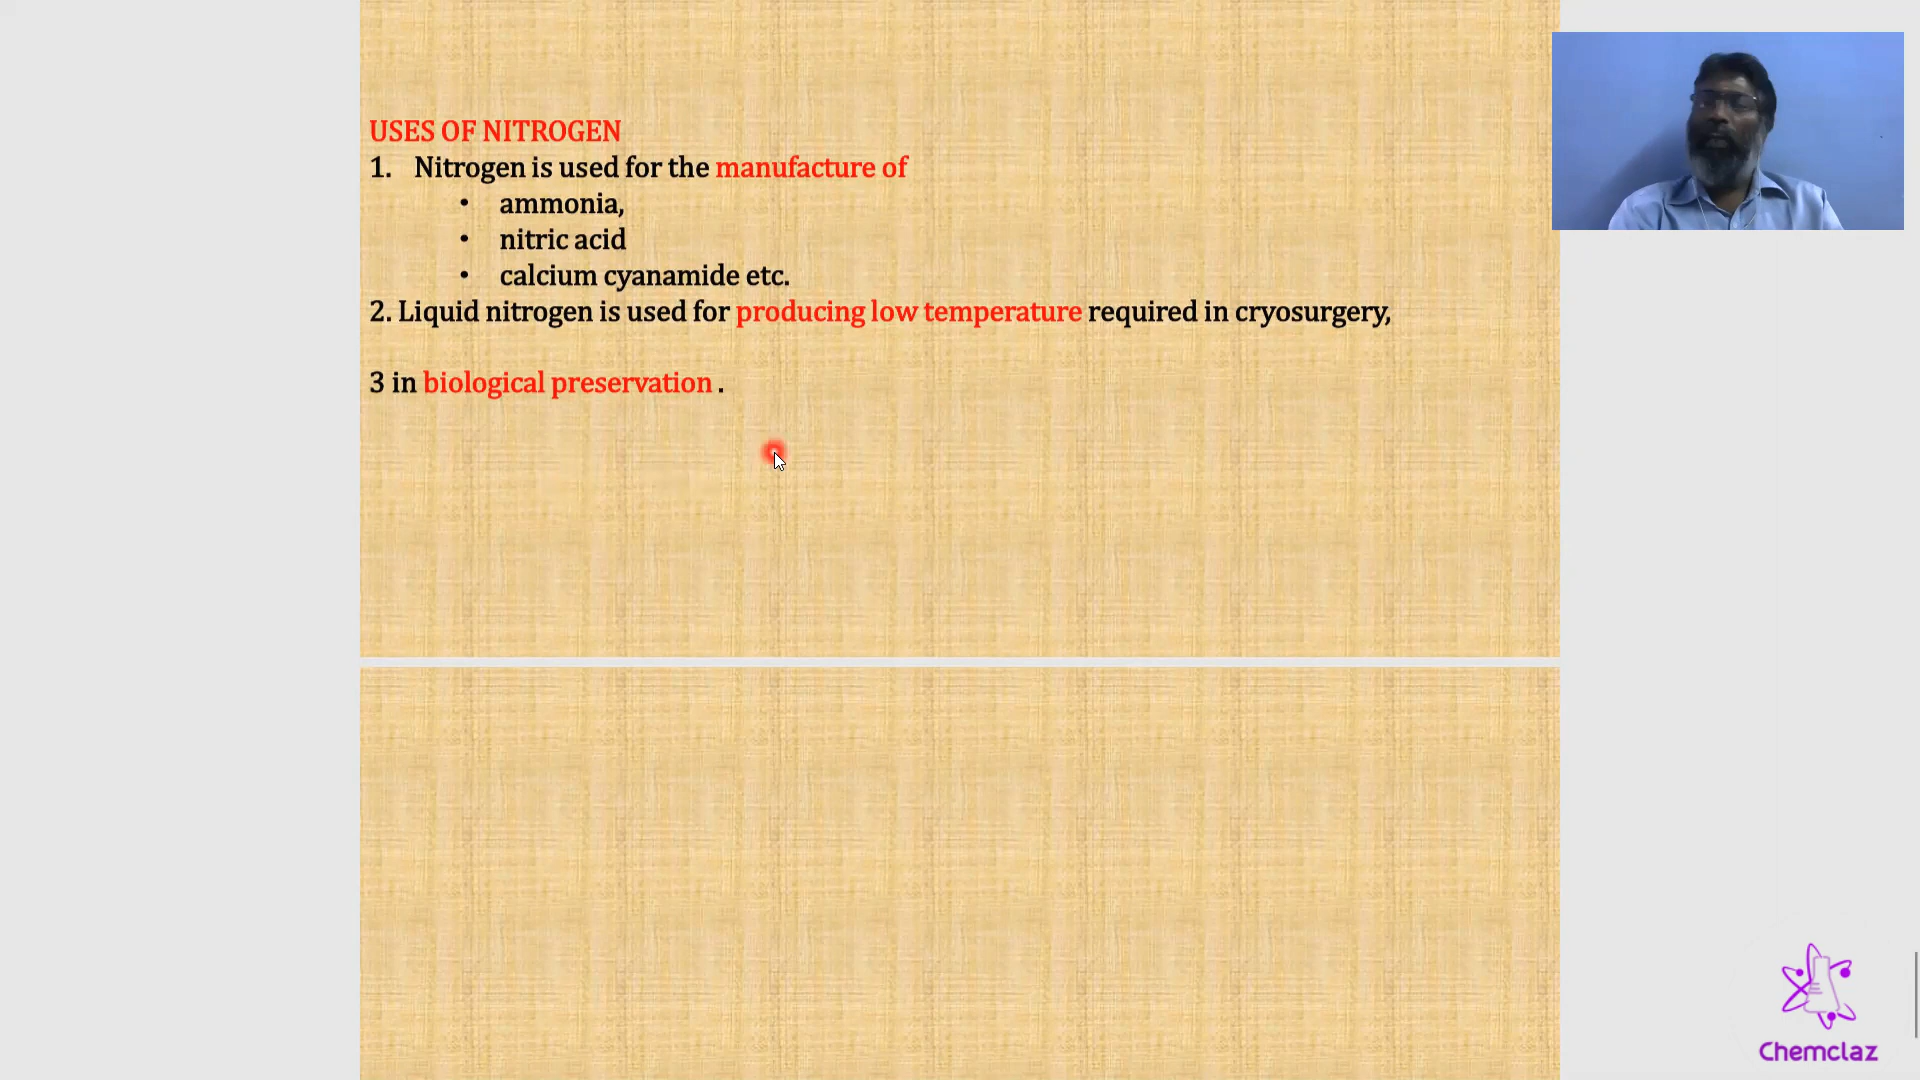 USES OF NITROGEN
1. Nitrogen is used for the manufacture of
• ammonia,
• nitric acid
• calcium cyanamide etc.
2. Liquid nitrogen is used for producing low temperature required in cryosurgery,
3 in biological preservation .
Chemclaz